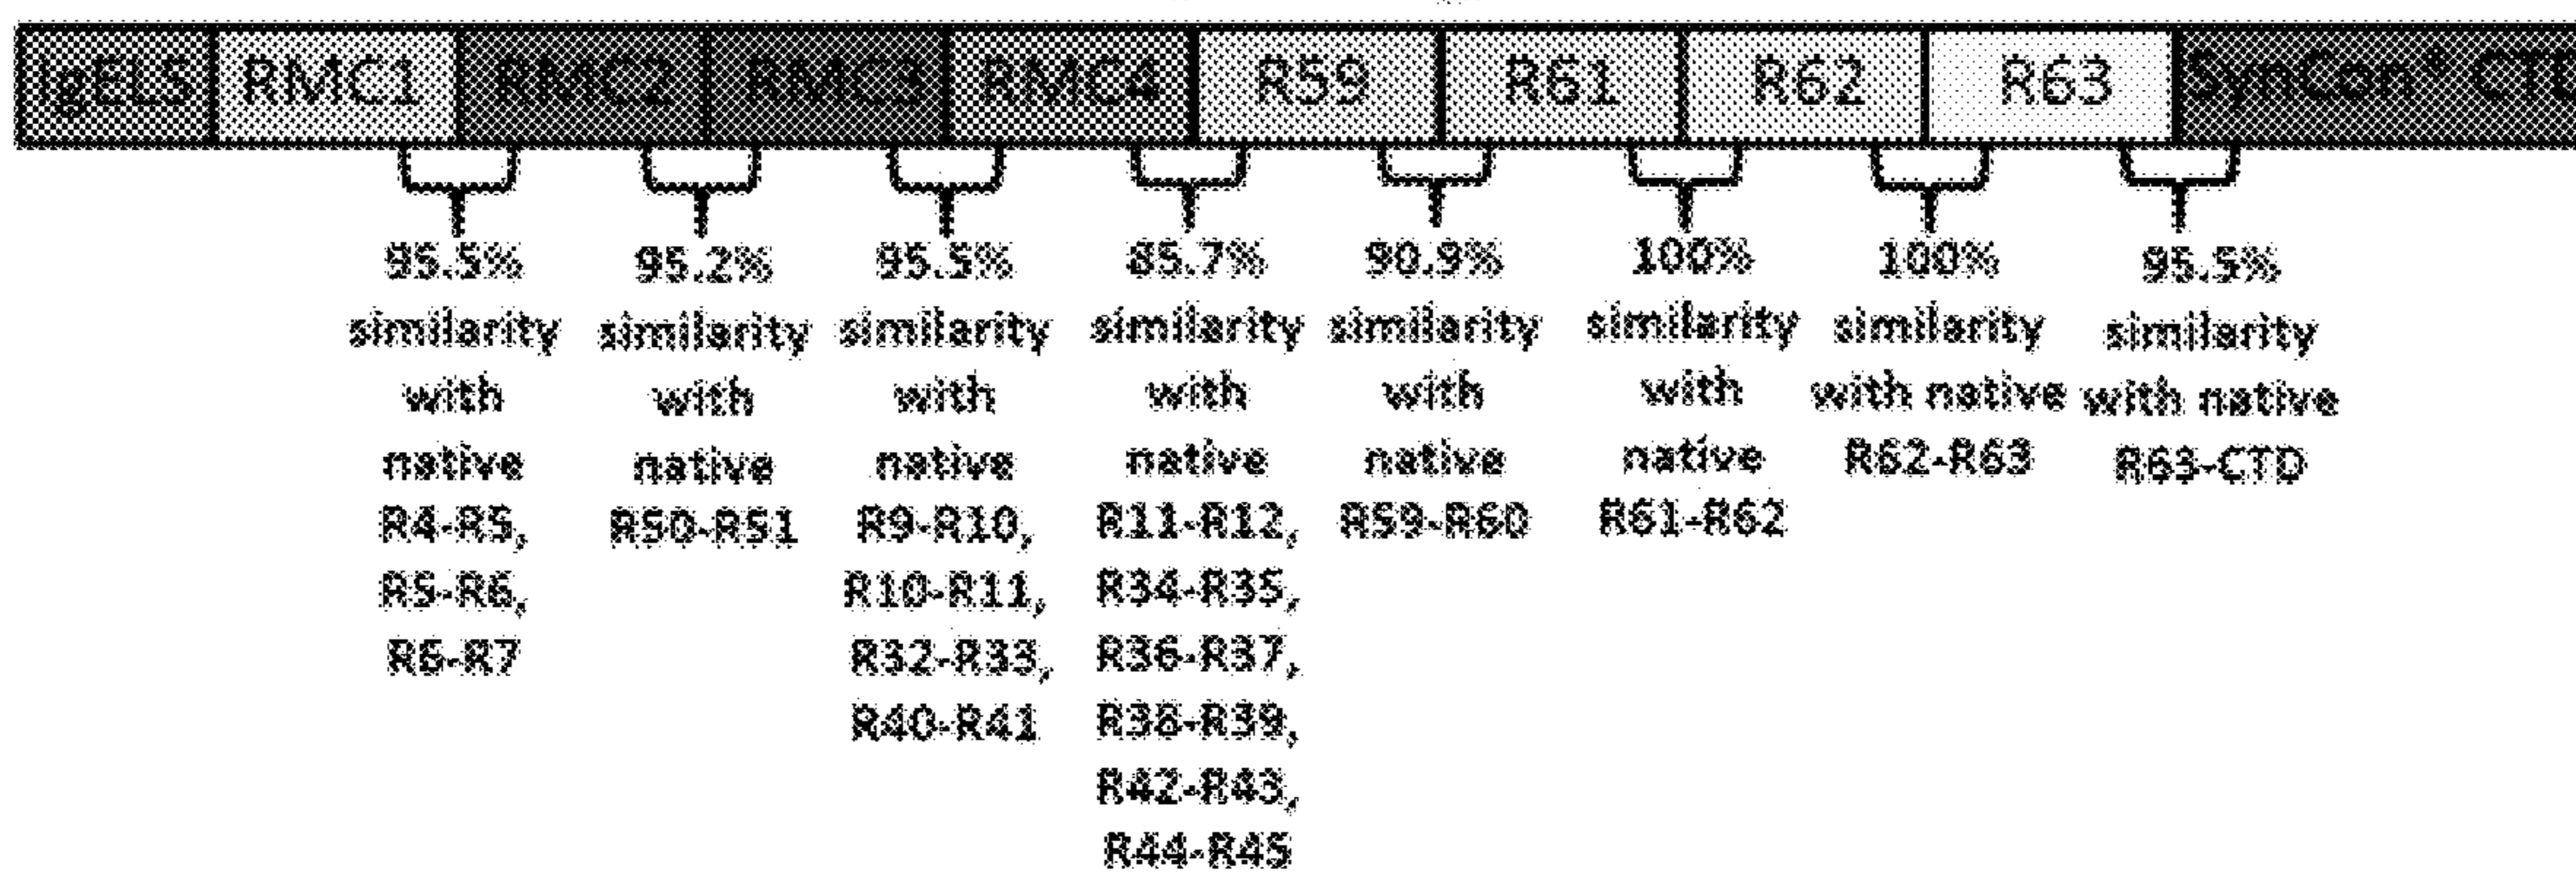 IgELS RMC1 RMC2 RMC3 RMC4 R59 R61 R62 R63 SynCon® CTD
95.5%
similarity
with
native
R4-R5,
R5-R6,
R6-R7
95.2%
similarity
with
native
R50-R51
95.5%
similarity
with
native
R9-R10,
R10-R11,
R32-R33,
R40-R41
85.7%
similarity
with
native
R11-R12,
R34-R35,
R36-R37,
R38-R39,
R42-R43,
R44-R45
90.9%
similarity
with
native
R59-R60
100%
similarity
with
native
R61-R62
100%
similarity
with native
R62-R63
95.5%
similarity
with native
R63-CTD